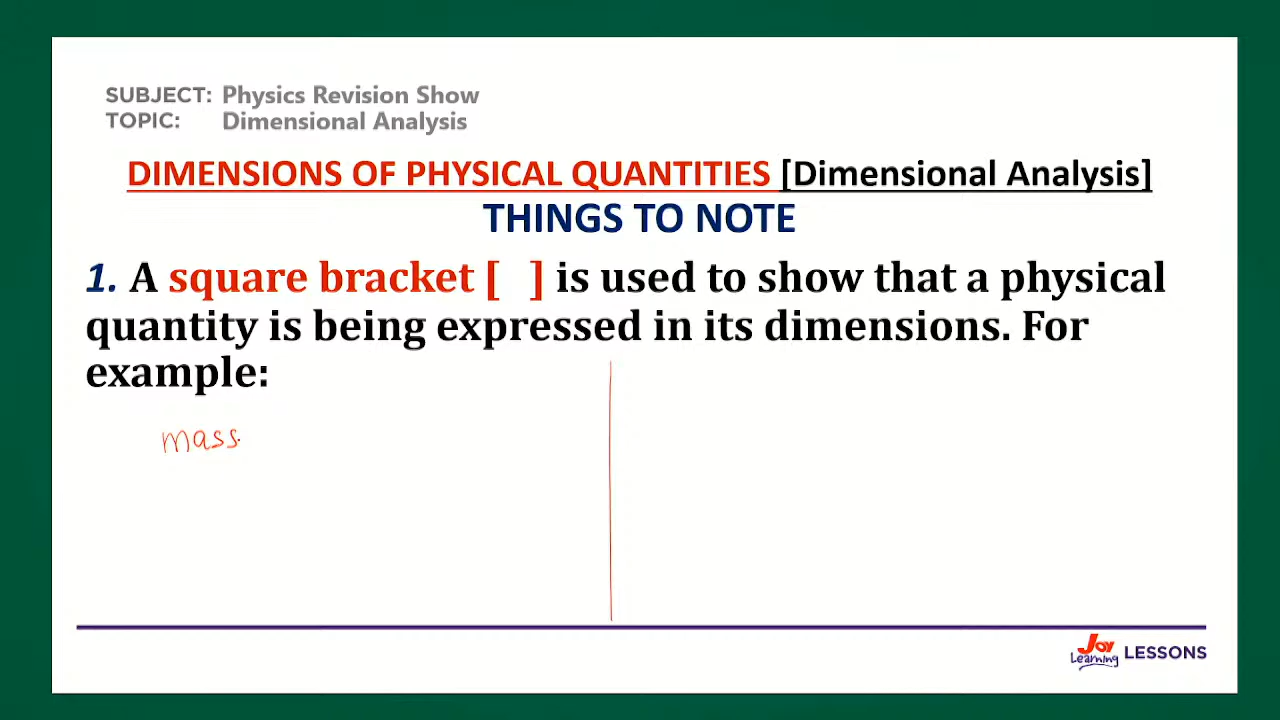 SUBJECT: Physics Revision Show
TOPIC: Dimensional Analysis
DIMENSIONS OF PHYSICAL QUANTITIES [Dimensional Analysis]
THINGS TO NOTE
1. A square bracket [ ] is used to show that a physical
quantity is being expressed in its dimensions. For
example:
mass
Joy Learning LESSONS